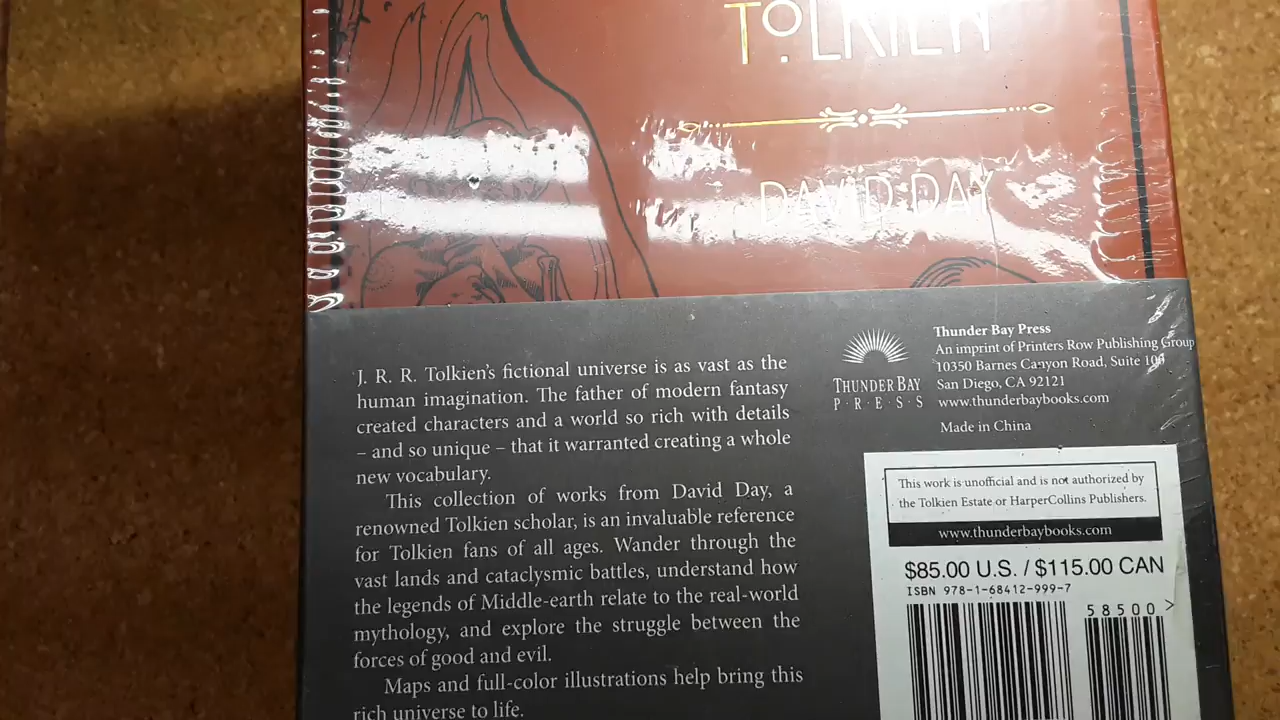 TOLKIEN
DAVID DAY
J. R. R. Tolkien's fictional universe is as vast as the
human imagination. The father of modern fantasy
created characters and a world so rich with details
– and so unique – that it warranted creating a whole
new vocabulary.
This collection of works from David Day, a
renowned Tolkien scholar, is an invaluable reference
for Tolkien fans of all ages. Wander through the
vast lands and cataclysmic battles, understand how
the legends of Middle-earth relate to the real-world
mythology, and explore the struggle between the
forces of good and evil.
Maps and full-color illustrations help bring this
rich universe to life.
THUNDER BAY
P·R·E·S·S
Thunder Bay Press
An imprint of Printers Row Publishing Group
10350 Barnes Canyon Road, Suite 100
San Diego, CA 92121
www.thunderbaybooks.com
Made in China
This work is unofficial and is not authorized by
the Tolkien Estate or HarperCollins Publishers.
www.thunderbaybooks.com
$85.00 U.S. / $115.00 CAN
ISBN 978-1-68412-999-7
58500>